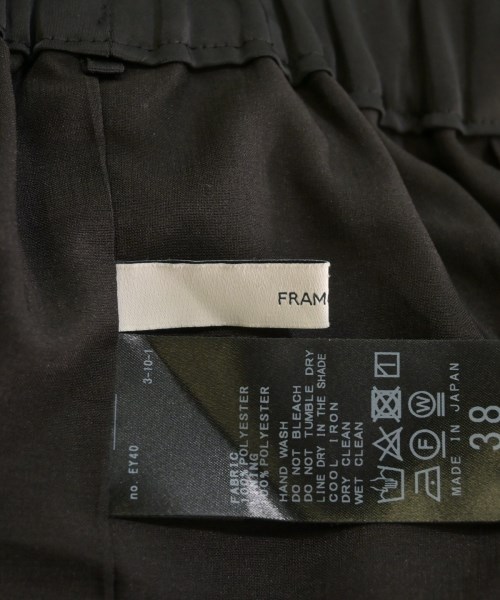 FRAM
3-10-1
no. EY40
FABRIC
100% POLYESTER
LINING
100% POLYESTER
HAND WASH
DO NOT BLEACH
DO NOT TUMBLE DRY
LINE DRY IN THE SHADE
COOL IRON
DRY CLEAN
WET CLEAN
F W
MADE IN JAPAN
38